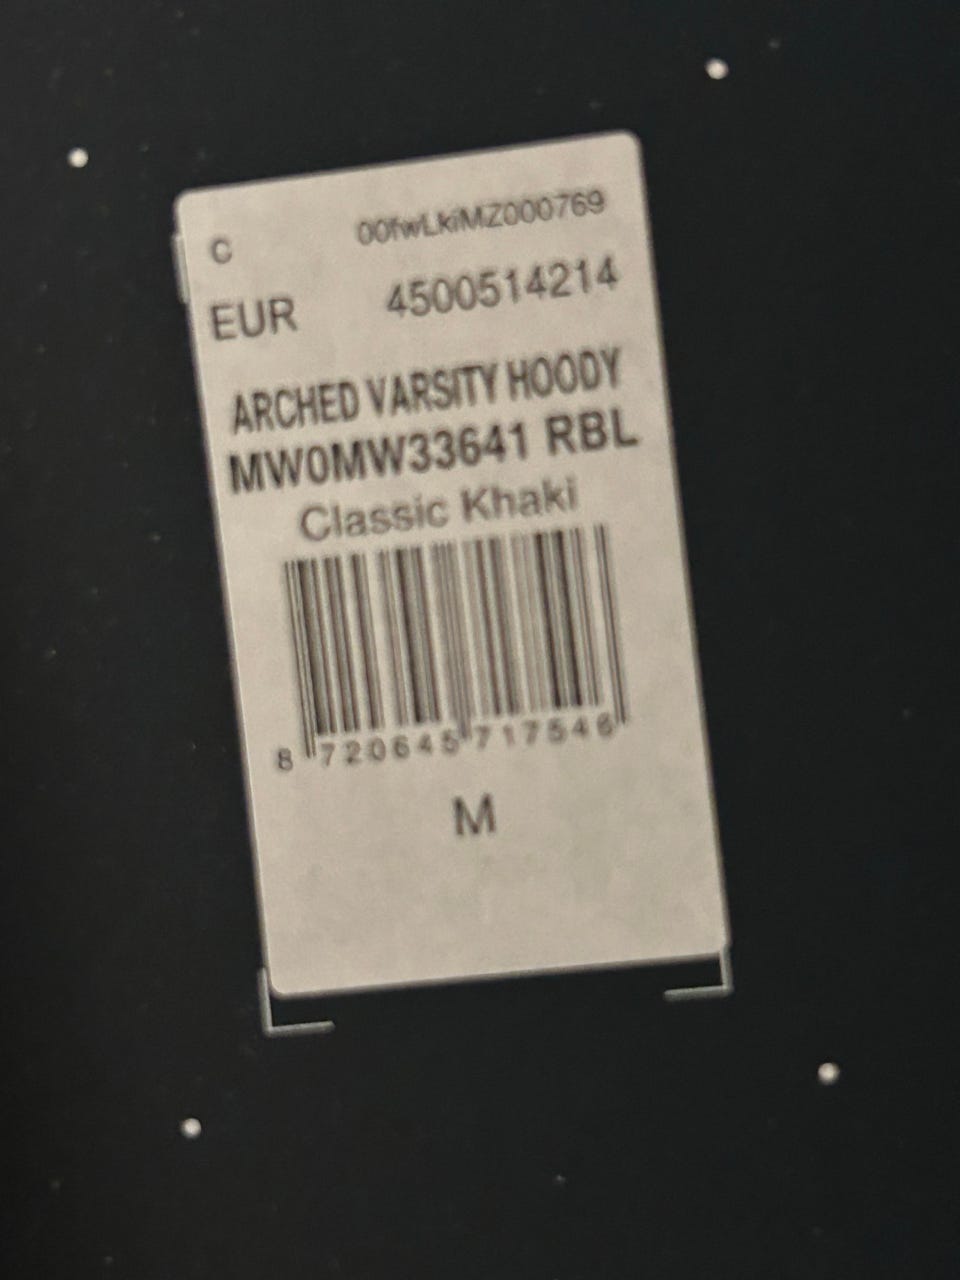 C 00fwLkiMZ000769
EUR 4500514214
ARCHED VARSITY HOODY
MW0MW33641 RBL
Classic Khaki
8 720645 717546
M